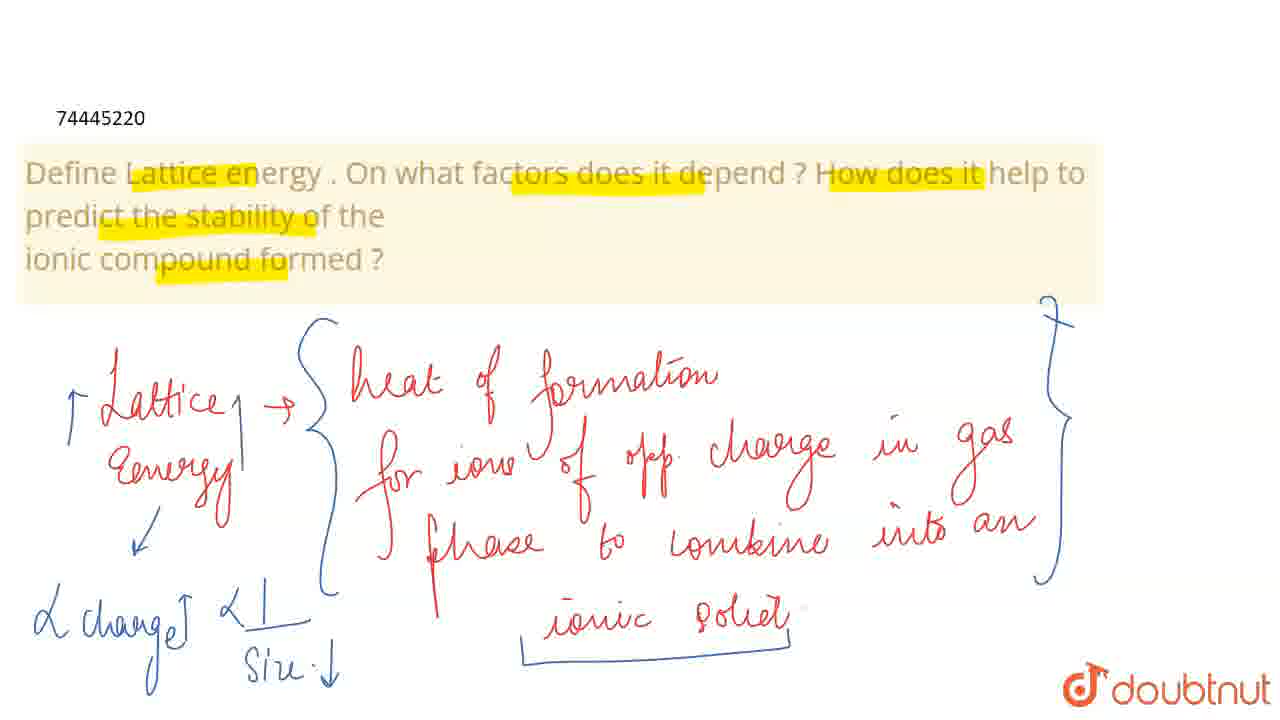 74445220
Define Lattice energy . On what factors does it depend ? How does it help to
predict the stability of the
ionic compound formed ?
↑ Lattice → { heat of formation }
Energy
for ions of opp. charge in gas
phase to combine into an
ionic solid
∝ charge↑ ∝ 1/Size↓
doubtnut